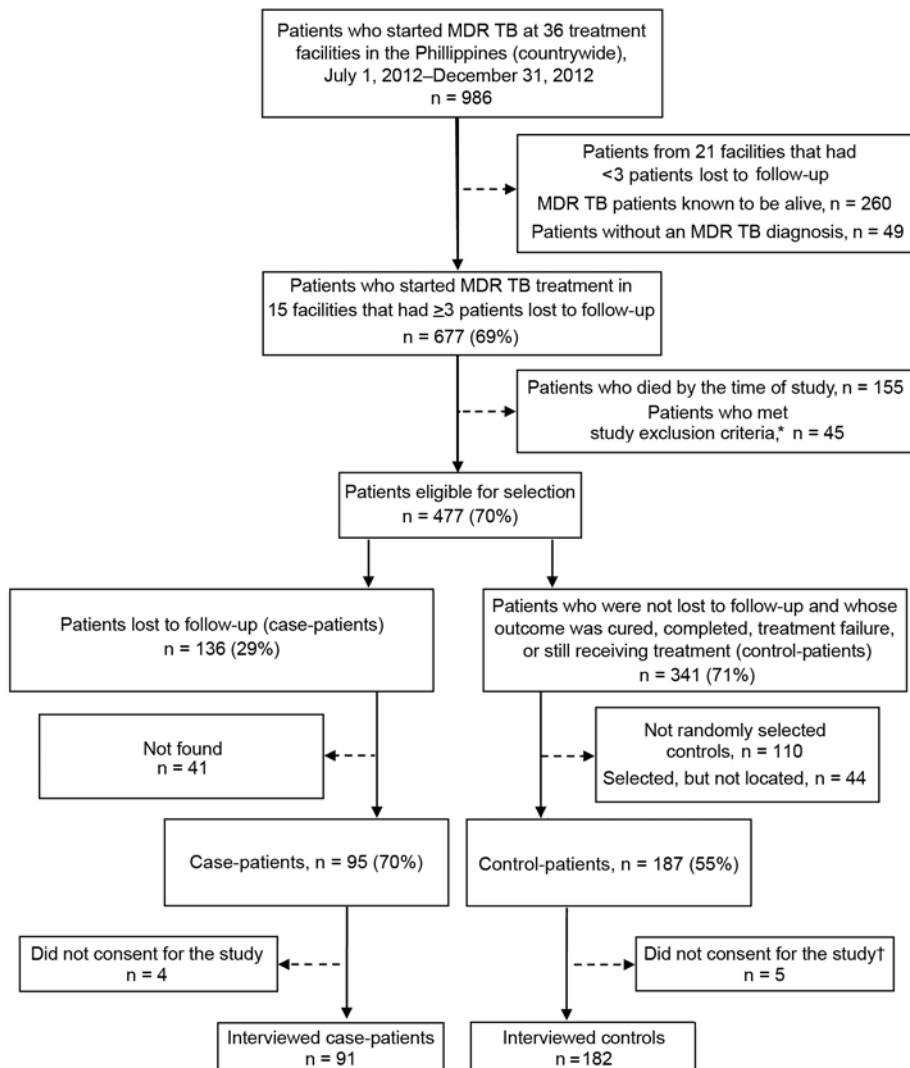 Patients who started MDR TB at 36 treatment
facilities in the Phillippines (countrywide),
July 1, 2012–December 31, 2012
n = 986
Patients from 21 facilities that had
<3 patients lost to follow-up
MDR TB patients known to be alive, n = 260
Patients without an MDR TB diagnosis, n = 49
Patients who started MDR TB treatment in
15 facilities that had ≥3 patients lost to follow-up
n = 677 (69%)
Patients who died by the time of study, n = 155
Patients who met
study exclusion criteria,* n = 45
Patients eligible for selection
n = 477 (70%)
Patients lost to follow-up (case-patients)
n = 136 (29%)
Patients who were not lost to follow-up and whose
outcome was cured, completed, treatment failure,
or still receiving treatment (control-patients)
n = 341 (71%)
Not found
n = 41
Not randomly selected
controls, n = 110
Selected, but not located, n = 44
Case-patients, n = 95 (70%)
Control-patients, n = 187 (55%)
Did not consent for the study
n = 4
Did not consent for the study†
n = 5
Interviewed case-patients
n = 91
Interviewed controls
n =182